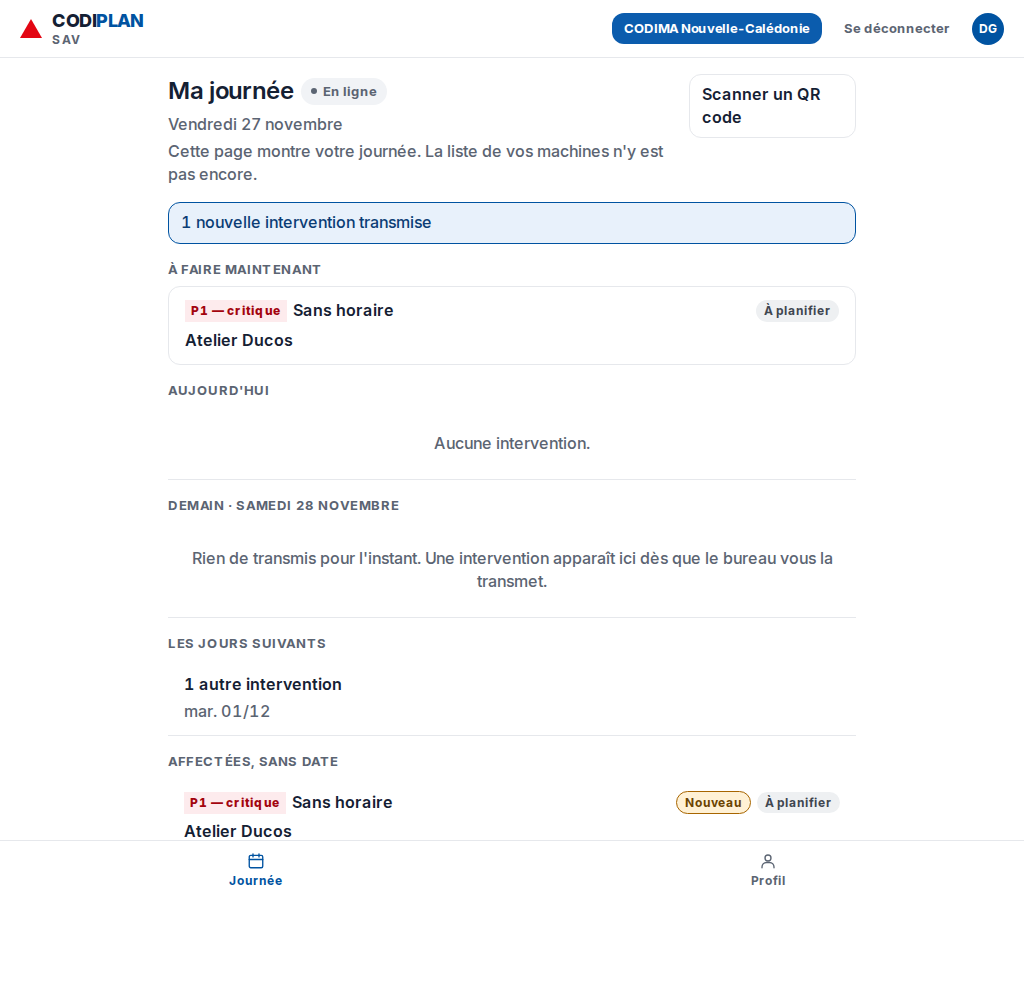 CODIPLAN
SAV
CODIMA Nouvelle-Calédonie
Se déconnecter
DG
Ma journée
En ligne
Scanner un QR
code
Vendredi 27 novembre
Cette page montre votre journée. La liste de vos machines n'y est
pas encore.
1 nouvelle intervention transmise
À FAIRE MAINTENANT
P1 — critique Sans horaire
À planifier
Atelier Ducos
AUJOURD'HUI
Aucune intervention.
DEMAIN · SAMEDI 28 NOVEMBRE
Rien de transmis pour l'instant. Une intervention apparaît ici dès que le bureau vous la
transmet.
LES JOURS SUIVANTS
1 autre intervention
mar. 01/12
AFFECTÉES, SANS DATE
P1 — critique Sans horaire
Nouveau
À planifier
Atelier Ducos
Journée
Profil